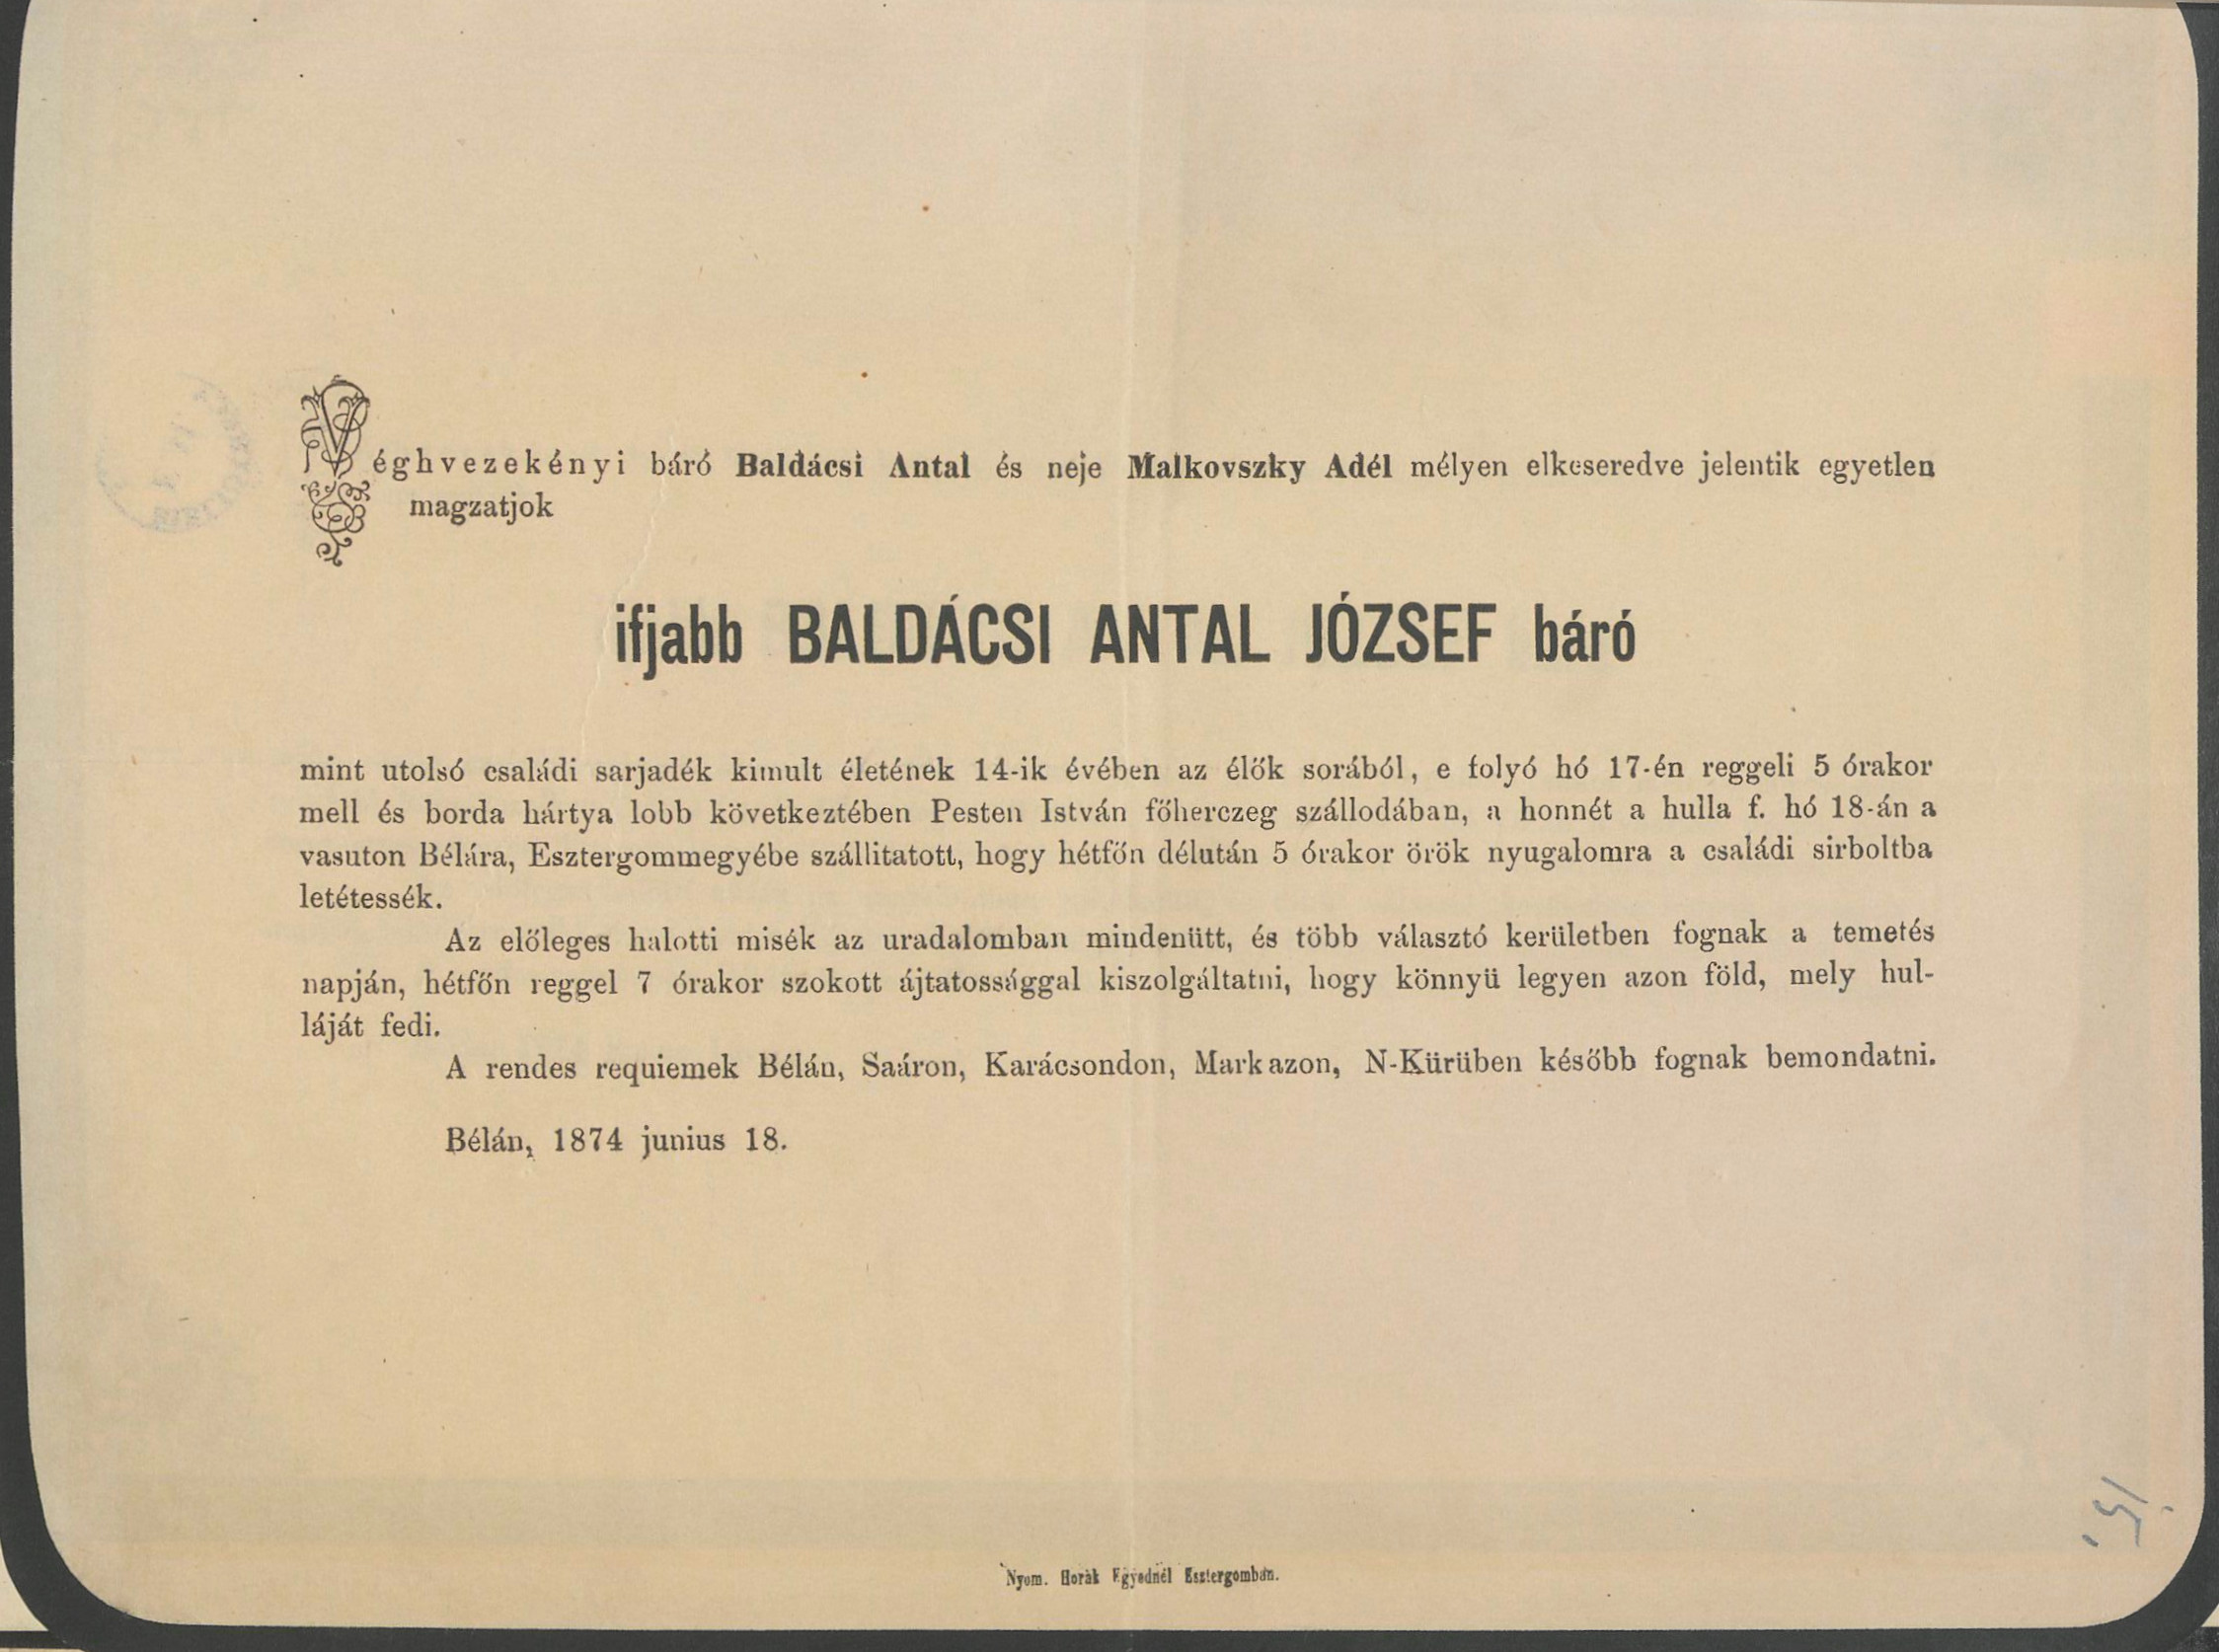 Véghvezekényi báró Baldácsi Antal és neje Malkovszky Adél mélyen elkeseredve jelentik egyetlen
magzatjok
ifjabb BALDÁCSI ANTAL JÓZSEF báró
mint utolsó családi sarjadék kimult életének 14-ik évében az élők sorából, e folyó hó 17-én reggeli 5 órakor
mell és borda hártya lobb következtében Pesten István főherczeg szállodában, a honnét a hulla f. hó 18-án a
vasuton Bélára, Esztergommegyébe szállitatott, hogy hétfőn délután 5 órakor örök nyugalomra a családi sirboltba
letétessék.
Az előleges halotti misék az uradalomban mindenütt, és több választó kerületben fognak a temetés
napján, hétfőn reggel 7 órakor szokott ájtatossággal kiszolgáltatni, hogy könnyü legyen azon föld, mely hul-
láját fedi.
A rendes requiemek Bélán, Saáron, Karácsondon, Markazon, N-Kürüben később fognak bemondatni.
Bélán, 1874 junius 18.
Nyom. Horák Egyednél Esztergomban.